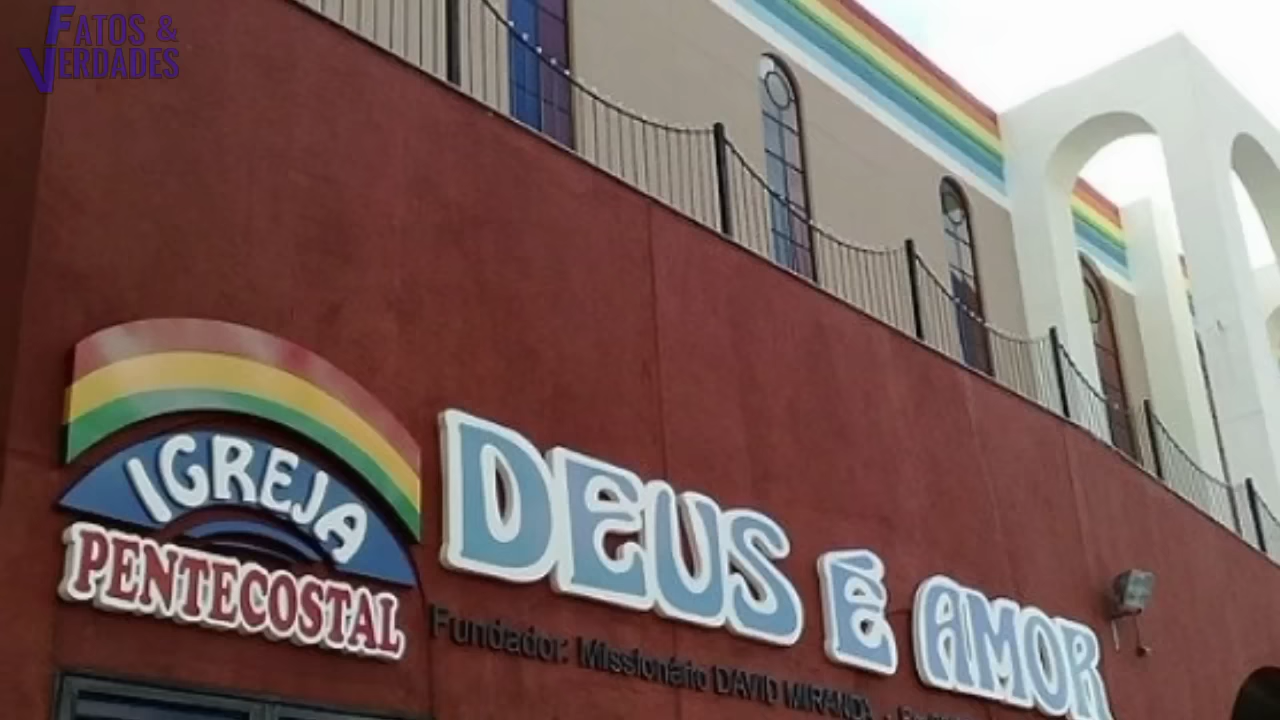 FATOS &
VERDADES
IGREJA
PENTECOSTAL
DEUS É AMOR
Fundador: Missionário DAVID MIRANDA